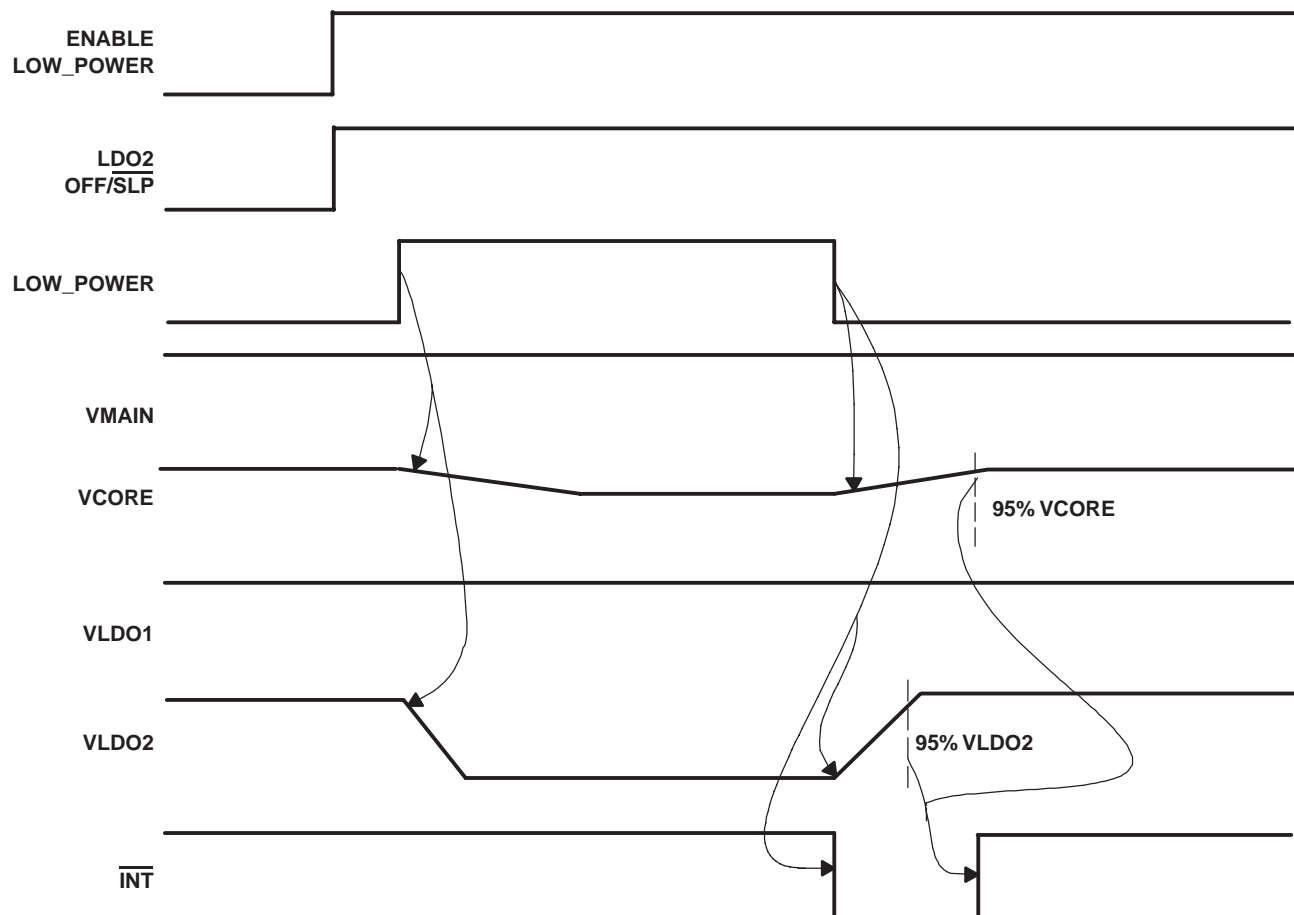 ENABLE
LOW_POWER
LDO2
OFF/SLP
LOW_POWER
VMAIN
VCORE
95% VCORE
VLDO1
VLDO2
95% VLDO2
INT